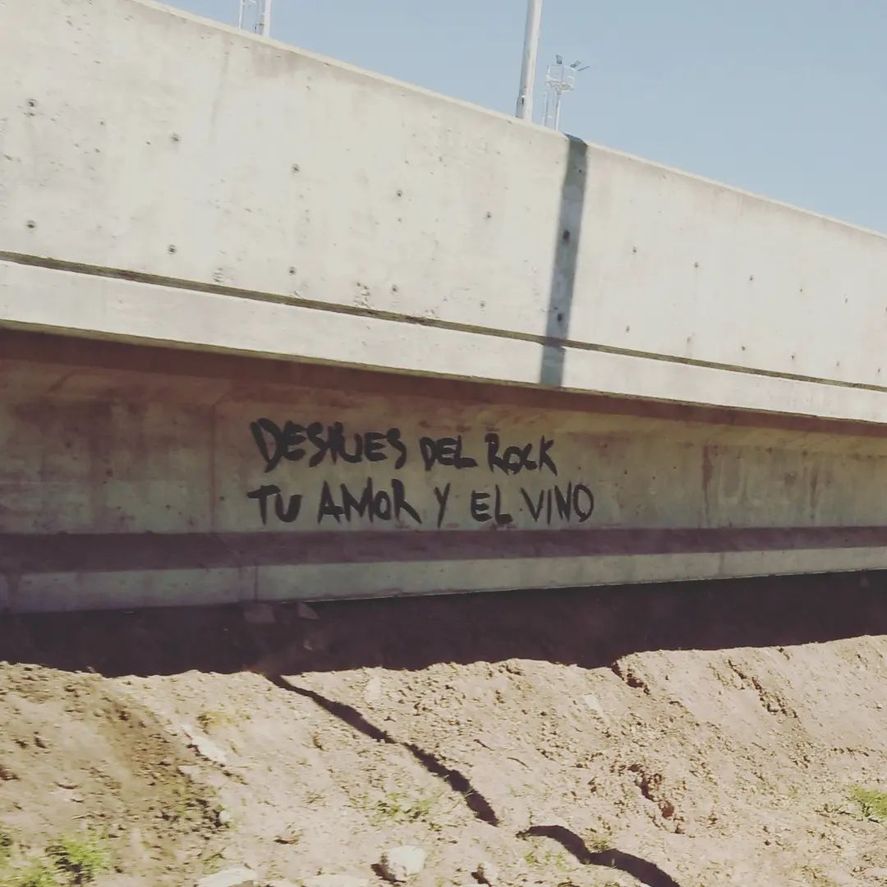 DESPUES DEL ROCK
TU AMOR Y EL VINO